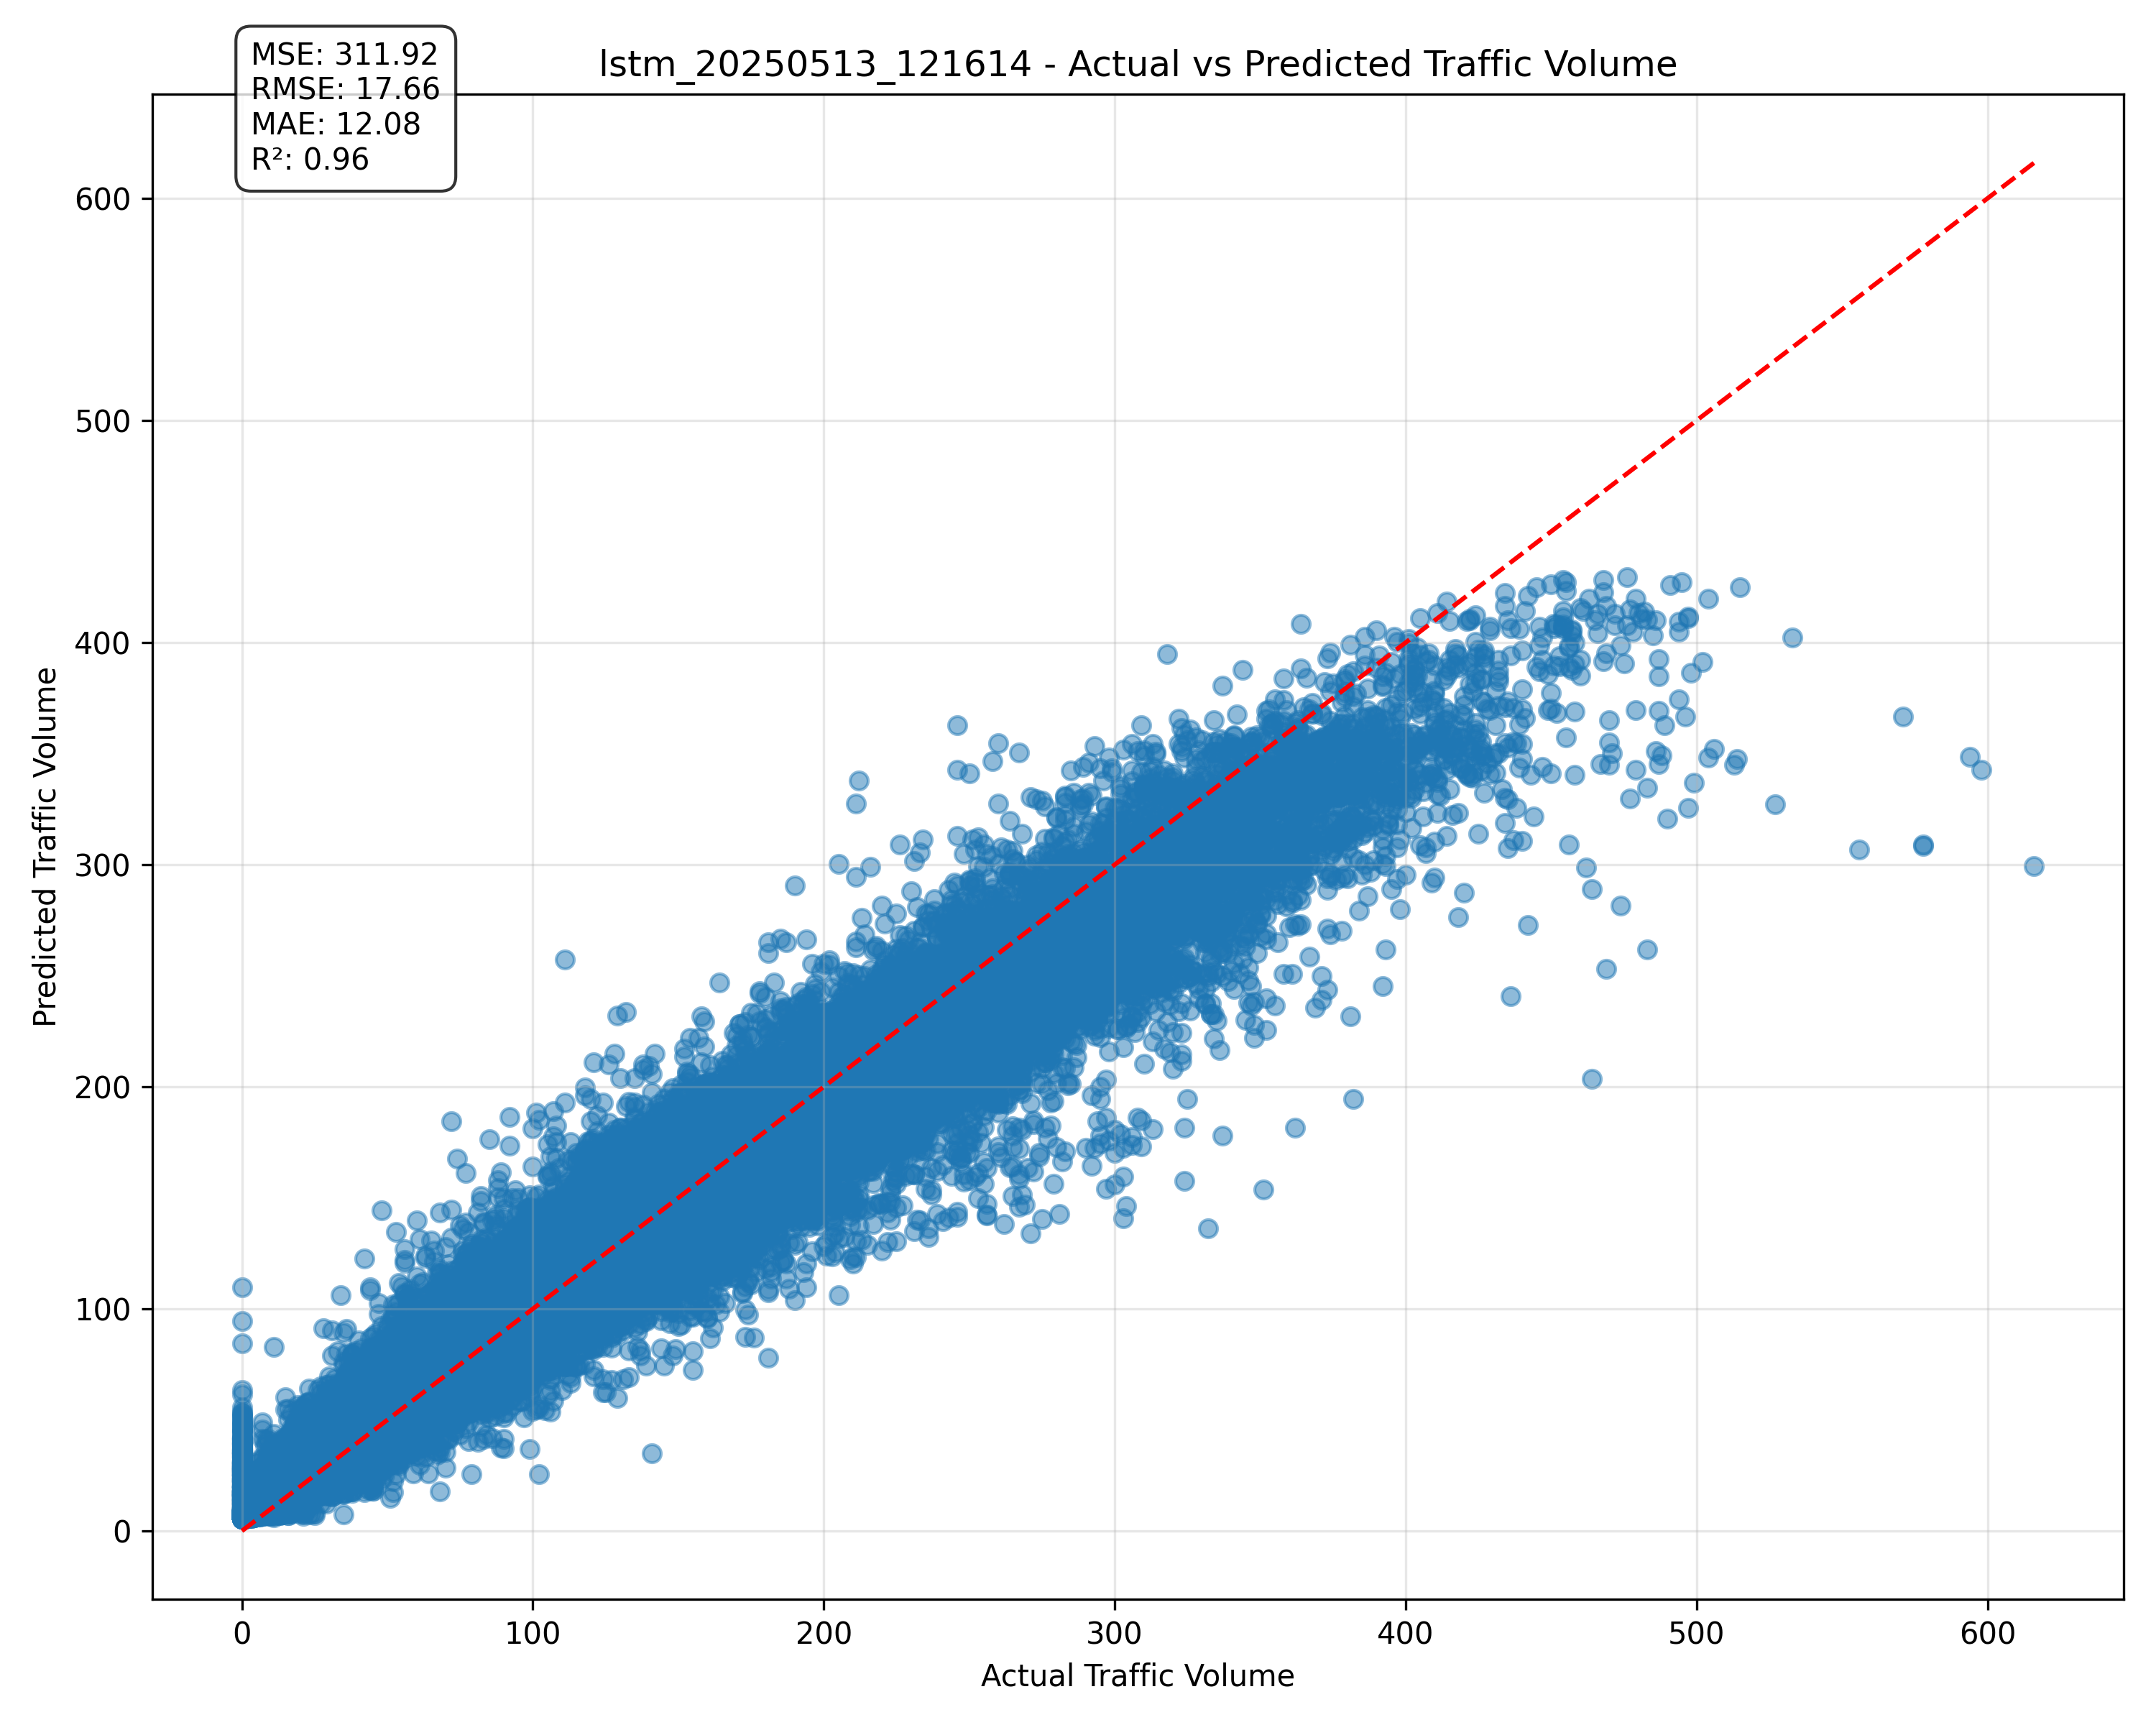 MSE: 311.92
RMSE: 17.66
MAE: 12.08
R²: 0.96
lstm_20250513_121614 - Actual vs Predicted Traffic Volume
Predicted Traffic Volume
600
500
400
300
200
100
0
0 100 200 300 400 500 600
Actual Traffic Volume